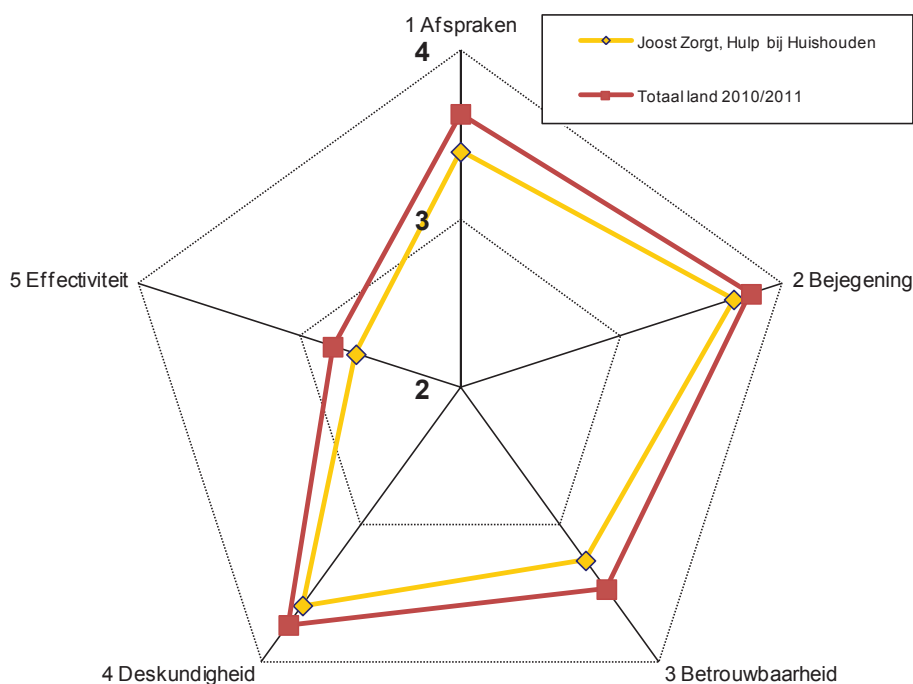 1 Afspraken
4
Joost Zorgt, Hulp bij Huishouden
Totaal land 2010/2011
3
5 Effectiviteit
2 Bejegening
2
4 Deskundigheid
3 Betrouwbaarheid